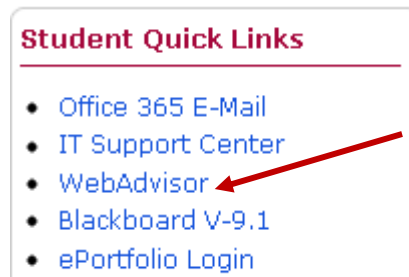 Student Quick Links
Office 365 E-Mail
IT Support Center
WebAdvisor
Blackboard V-9.1
ePortfolio Login